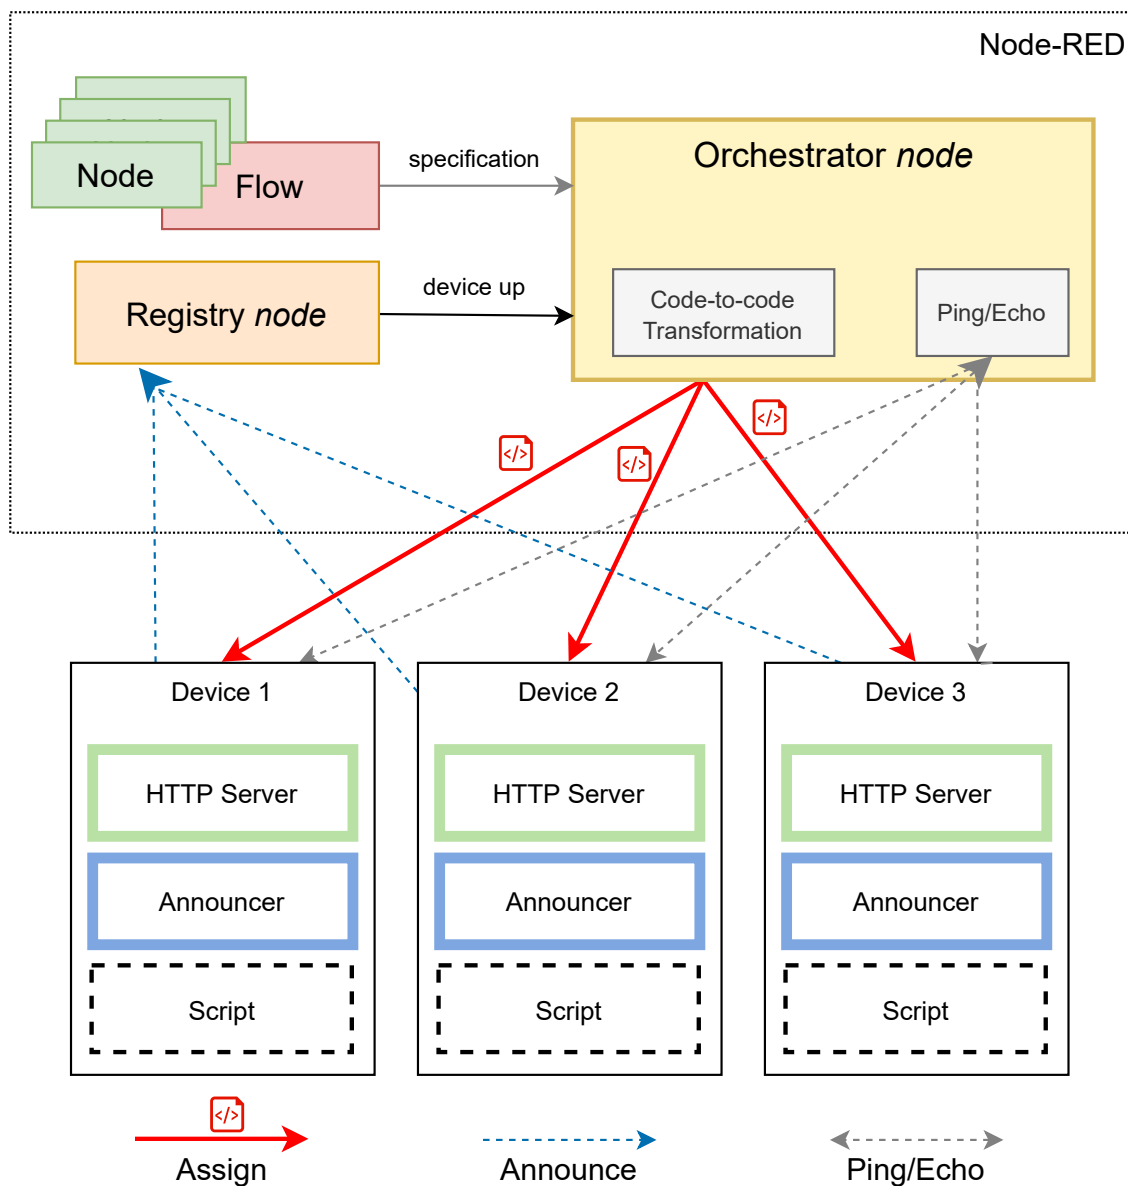 Node-RED
Node
Flow
specification
Orchestrator node
Registry node
device up
Code-to-code
Transformation
Ping/Echo
</>
</>
</>
Device 1
HTTP Server
Announcer
Script
Device 2
HTTP Server
Announcer
Script
Device 3
HTTP Server
Announcer
Script
</>
Assign
Announce
Ping/Echo